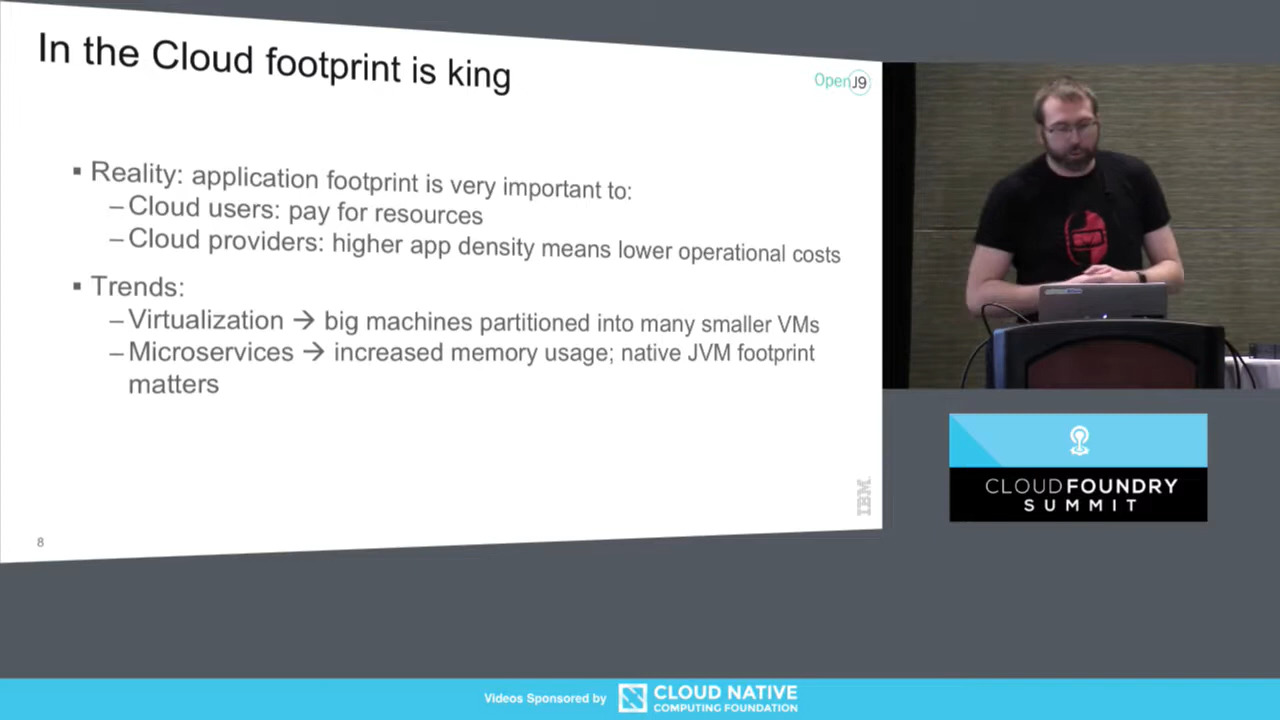 In the Cloud footprint is king
OpenJ9
▪ Reality: application footprint is very important to:
– Cloud users: pay for resources
– Cloud providers: higher app density means lower operational costs
▪ Trends:
– Virtualization → big machines partitioned into many smaller VMs
– Microservices → increased memory usage; native JVM footprint
matters
IBM
8
CLOUDFOUNDRY
SUMMIT
Videos Sponsored by
CLOUD NATIVE
COMPUTING FOUNDATION